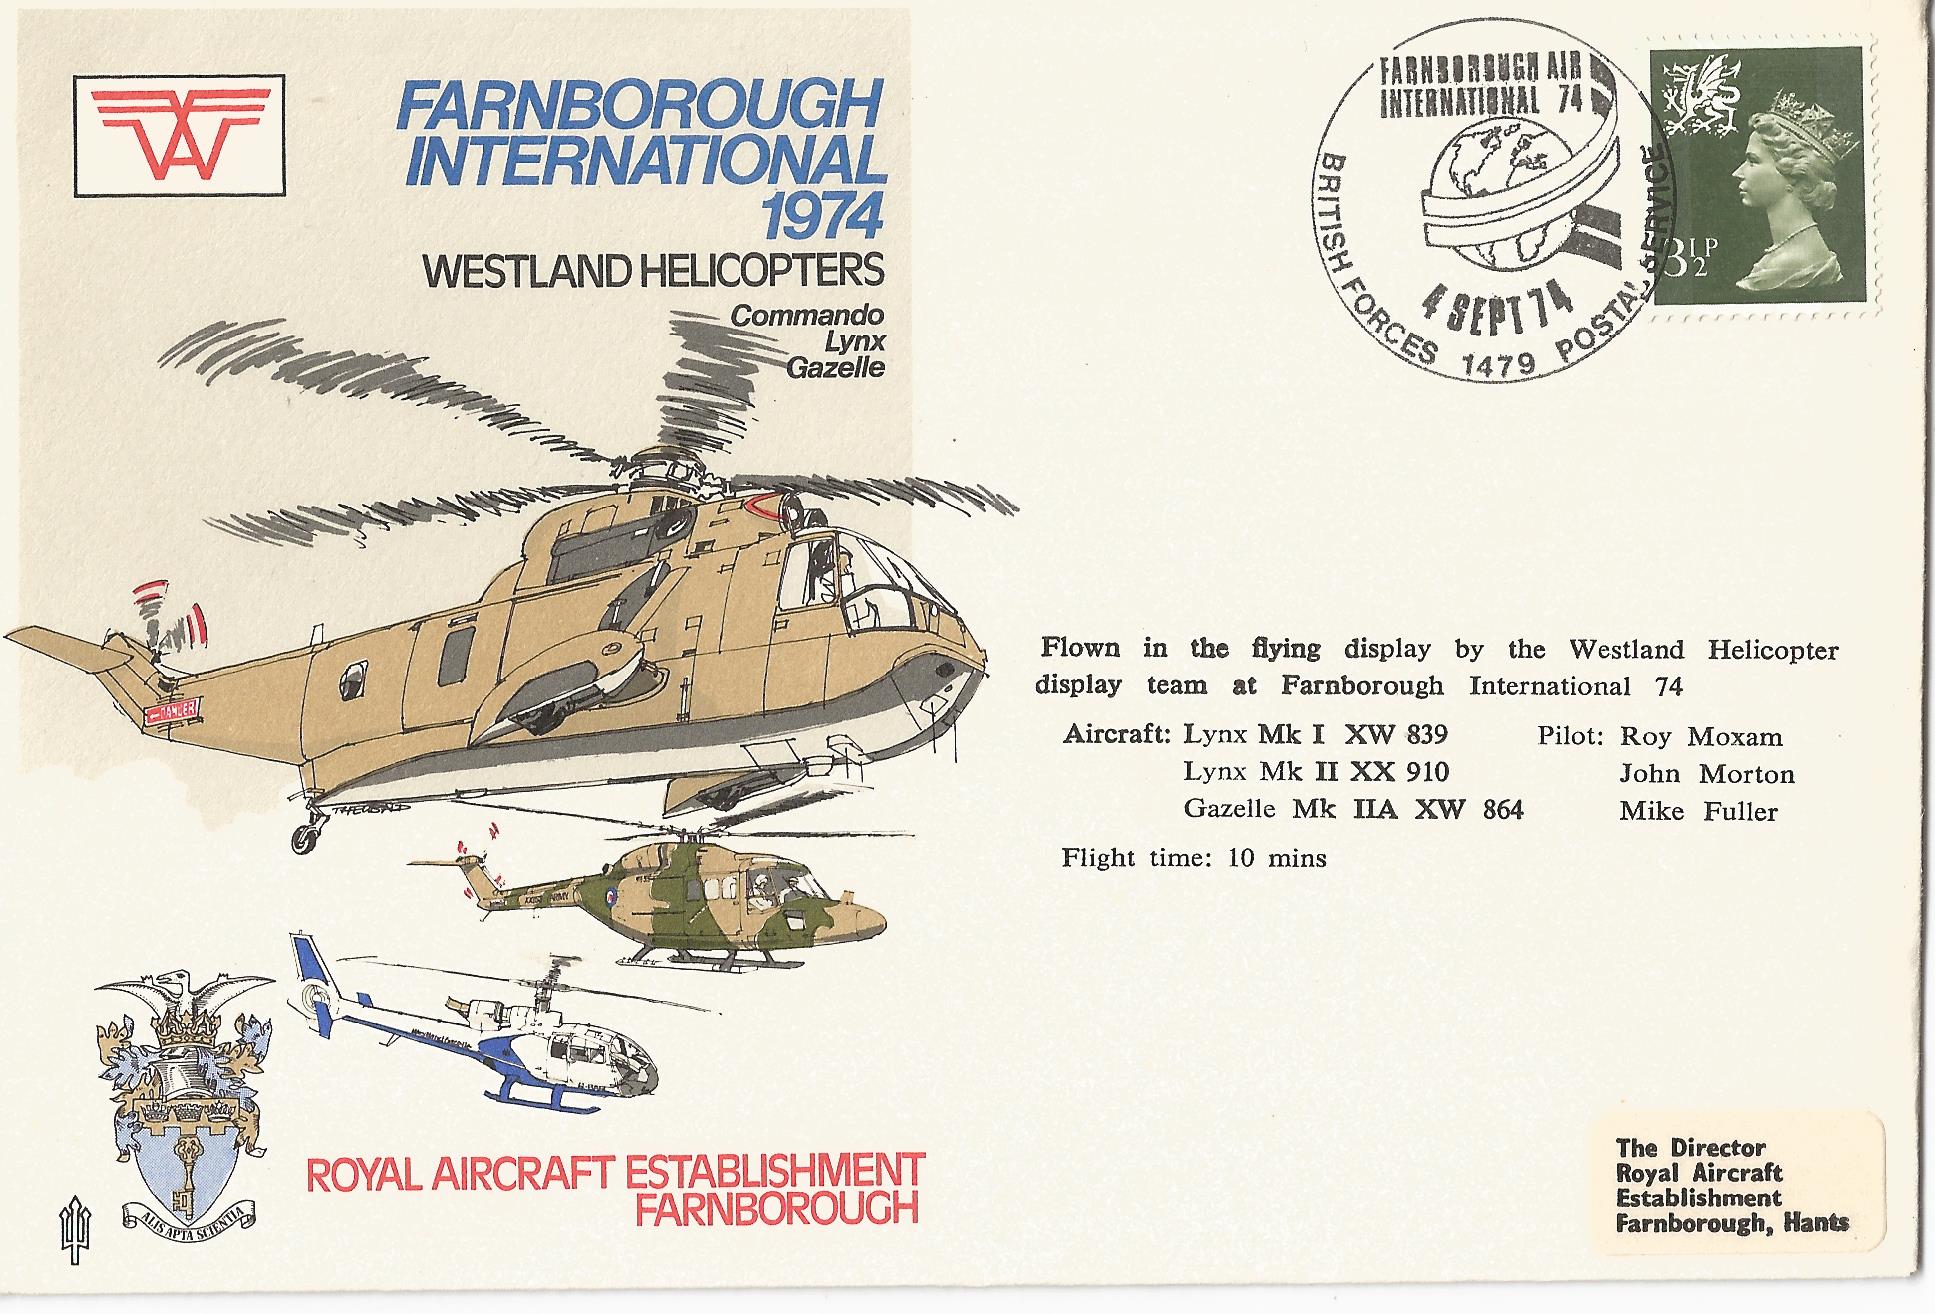 FARNBOROUGH
INTERNATIONAL
1974
WESTLAND HELICOPTERS
Commando
Lynx
Gazelle
FARNBOROUGH AIR
INTERNATIONAL 74
4 SEPT 74
BRITISH FORCES 1479 POSTAL SERVICE
3½P
DANGER
Flown in the flying display by the Westland Helicopter
display team at Farnborough International 74
Aircraft: Lynx Mk I XW 839 Pilot: Roy Moxam
Lynx Mk II XX 910 John Morton
Gazelle Mk IIA XW 864 Mike Fuller
Flight time: 10 mins
ARMY
Westland Gazelle
ALIS APTA SCIENTIA
ROYAL AIRCRAFT ESTABLISHMENT
FARNBOROUGH
The Director
Royal Aircraft
Establishment
Farnborough, Hants